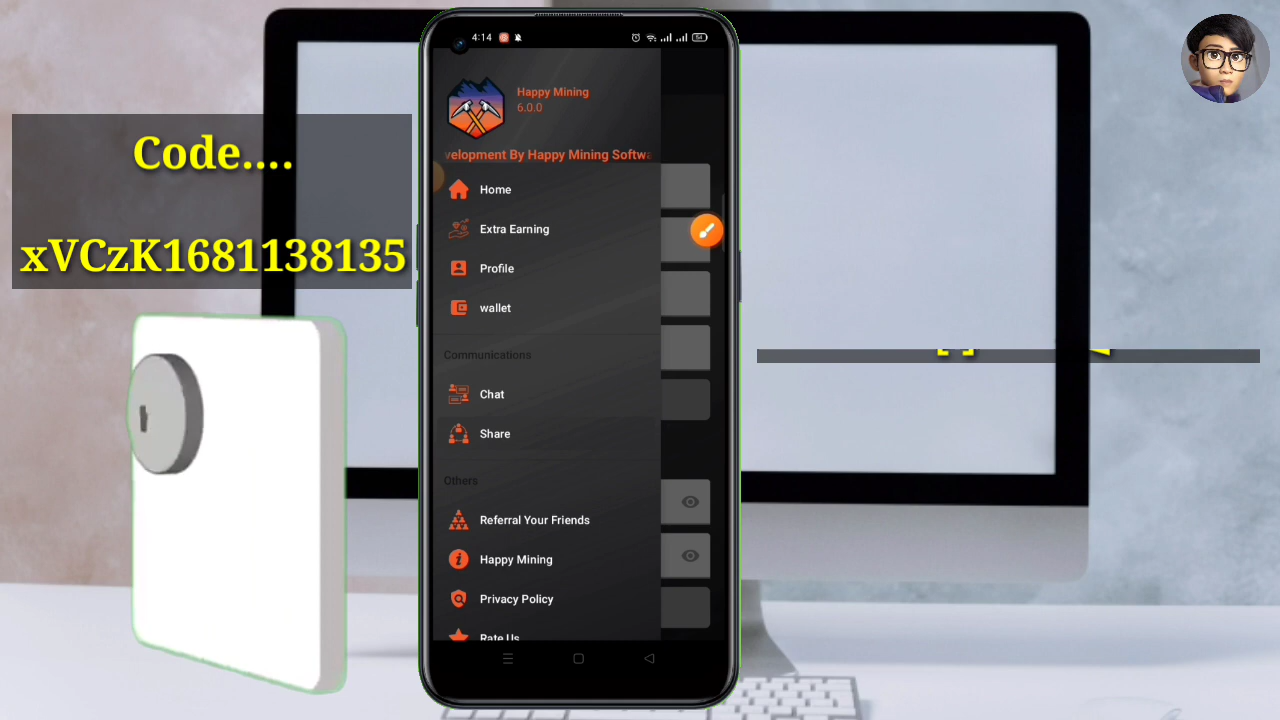 Code....
xVCzK1681138135
4:14
54
Happy Mining
6.0.0
velopment By Happy Mining Softwa
Home
Extra Earning
Profile
wallet
Communications
Chat
Share
Others
Referral Your Friends
Happy Mining
Privacy Policy
Rate Us